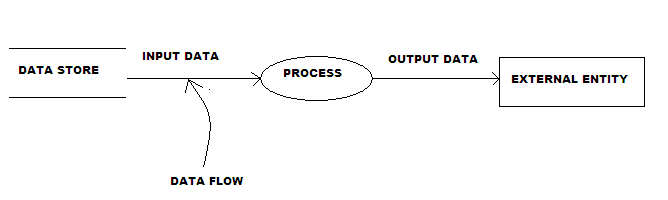 INPUT DATA
OUTPUT DATA
DATA STORE
PROCESS
EXTERNAL ENTITY
DATA FLOW